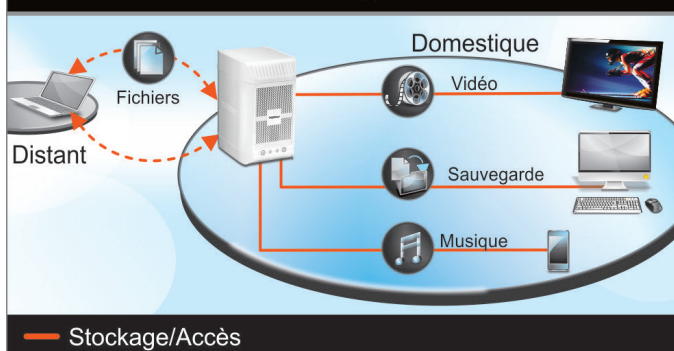 Domestique
Fichiers
Vidéo
Distant
Sauvegarde
Musique
Stockage/Accès